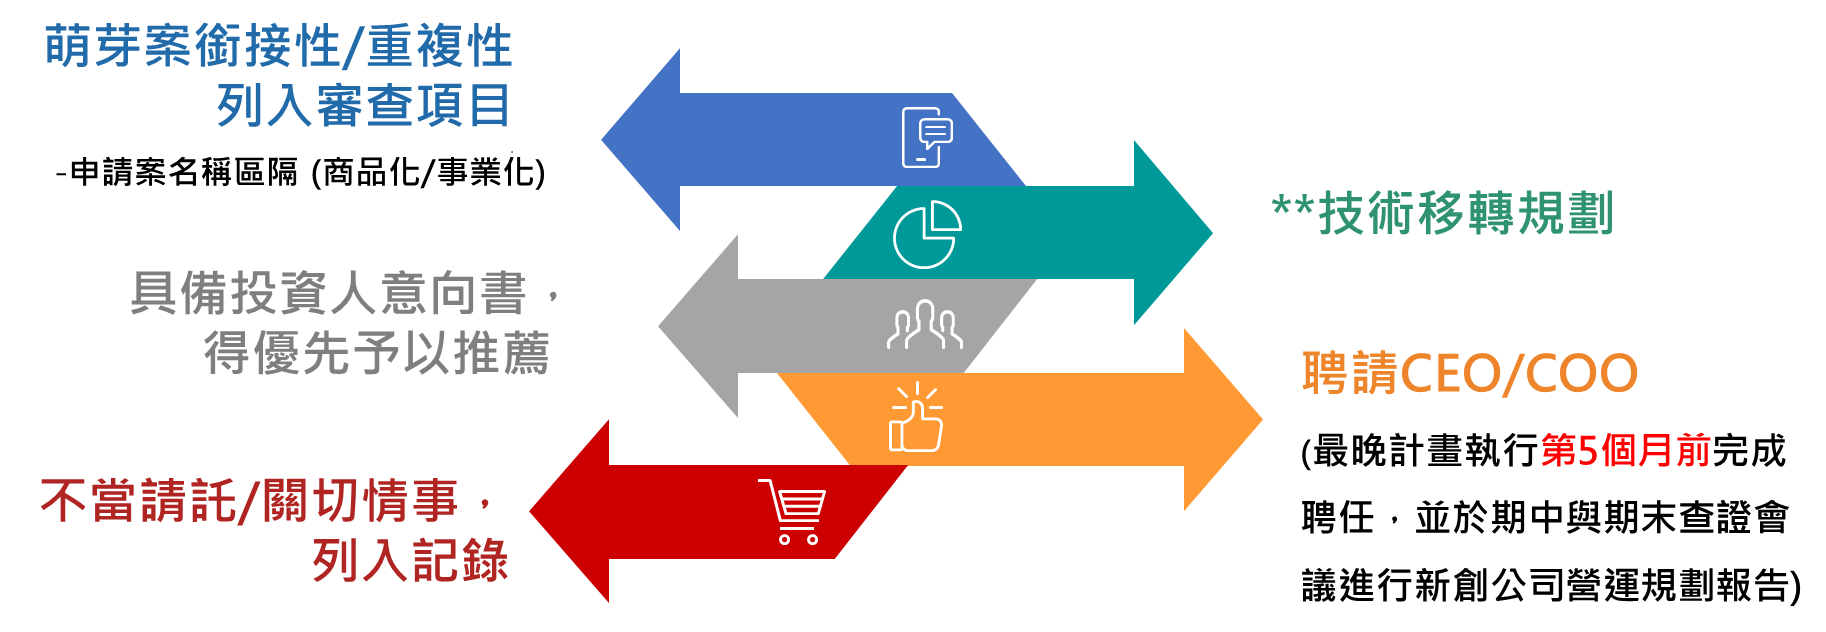 萌芽案銜接性/重複性
列入審查項目
-申請案名稱區隔 (商品化/事業化)
**技術移轉規劃
具備投資人意向書，
得優先予以推薦
聘請CEO/COO
(最晚計畫執行第5個月前完成
聘任，並於期中與期末查證會
議進行新創公司營運規劃報告)
不當請託/關切情事，
列入記錄